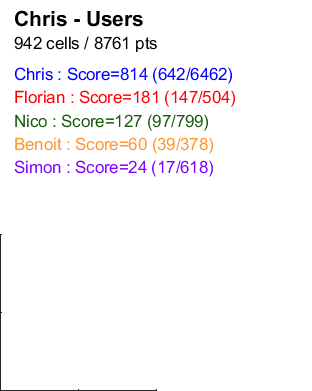 Chris - Users
942 cells / 8761 pts
Chris : Score=814 (642/6462)
Florian : Score=181 (147/504)
Nico : Score=127 (97/799)
Benoit : Score=60 (39/378)
Simon : Score=24 (17/618)